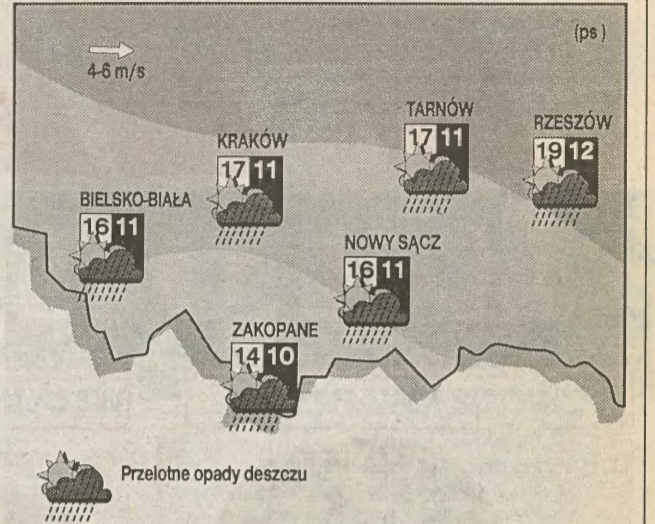 (ps)
4-6 m/s
TARNÓW
17 11
RZESZÓW
19 12
KRAKÓW
17 11
BIELSKO-BIAŁA
16 11
NOWY SĄCZ
16 11
ZAKOPANE
14 10
Przelotne opady deszczu